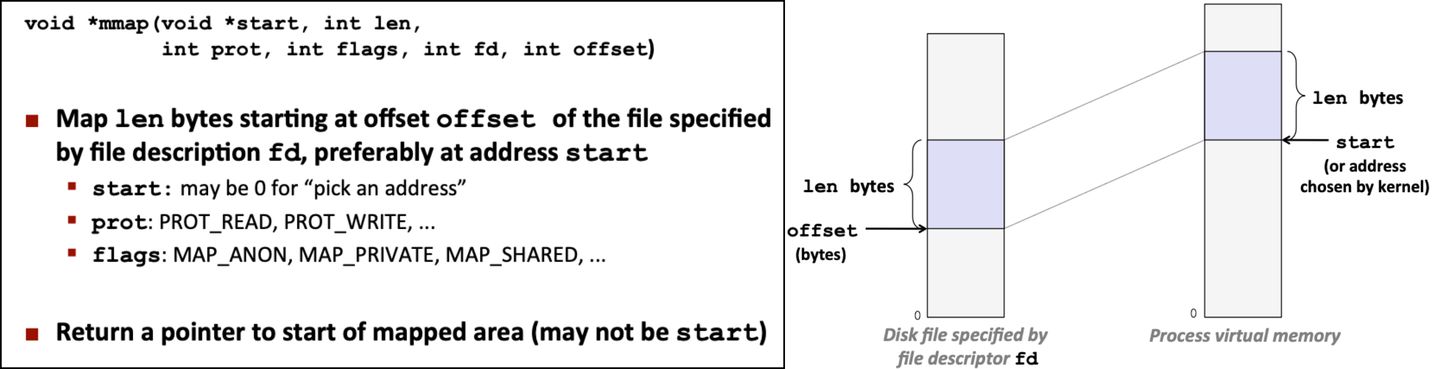 void *mmap(void *start, int len,
int prot, int flags, int fd, int offset)
■ Map len bytes starting at offset offset of the file specified
by file description fd, preferably at address start
▪ start: may be 0 for “pick an address”
▪ prot: PROT_READ, PROT_WRITE, ...
▪ flags: MAP_ANON, MAP_PRIVATE, MAP_SHARED, ...
■ Return a pointer to start of mapped area (may not be start)
len bytes
offset
(bytes)
0
Disk file specified by
file descriptor fd
len bytes
start
(or address
chosen by kernel)
0
Process virtual memory